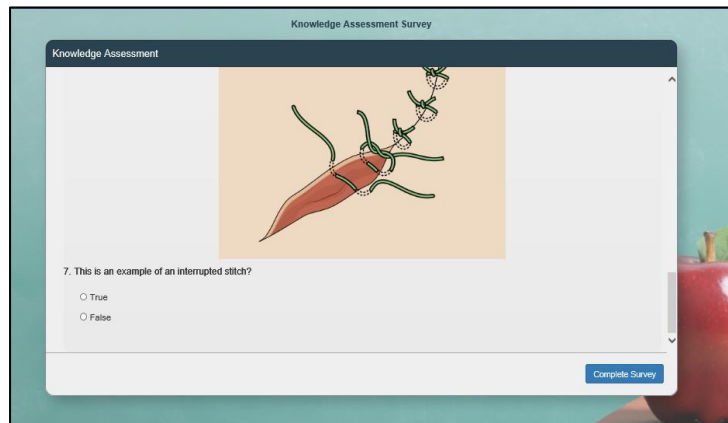 Knowledge Assessment Survey
Knowledge Assessment
7. This is an example of an interrupted stitch?
True
False
Complete Survey